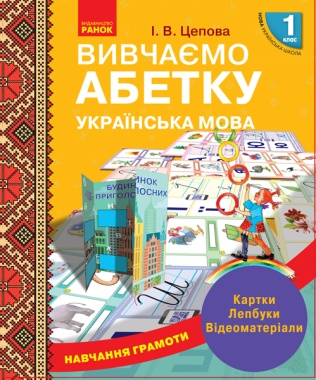 ВИДАВНИЦТВО
РАНОК
І. В. Цепова
1
клас
НОВА УКРАЇНСЬКА ШКОЛА
ВИВЧАЄМО
АБЕТКУ
УКРАЇНСЬКА МОВА
БУДИНОК
ПРИГОЛОСНИХ
Картки
Лепбуки
Відеоматеріали
НАВЧАННЯ ГРАМОТИ